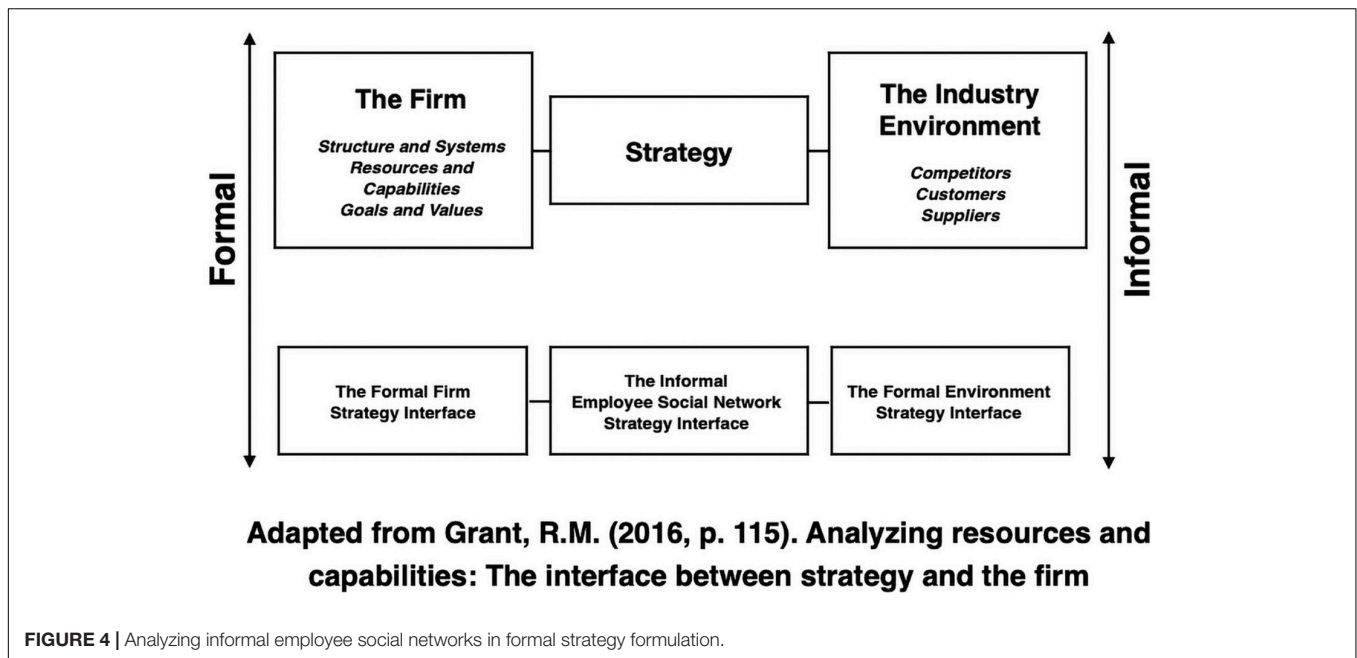 Formal
The Firm
Structure and Systems
Resources and
Capabilities
Goals and Values
Strategy
The Industry
Environment
Competitors
Customers
Suppliers
Informal
The Formal Firm
Strategy Interface
The Informal
Employee Social Network
Strategy Interface
The Formal Environment
Strategy Interface
Adapted from Grant, R.M. (2016, p. 115). Analyzing resources and
capabilities: The interface between strategy and the firm
FIGURE 4 | Analyzing informal employee social networks in formal strategy formulation.